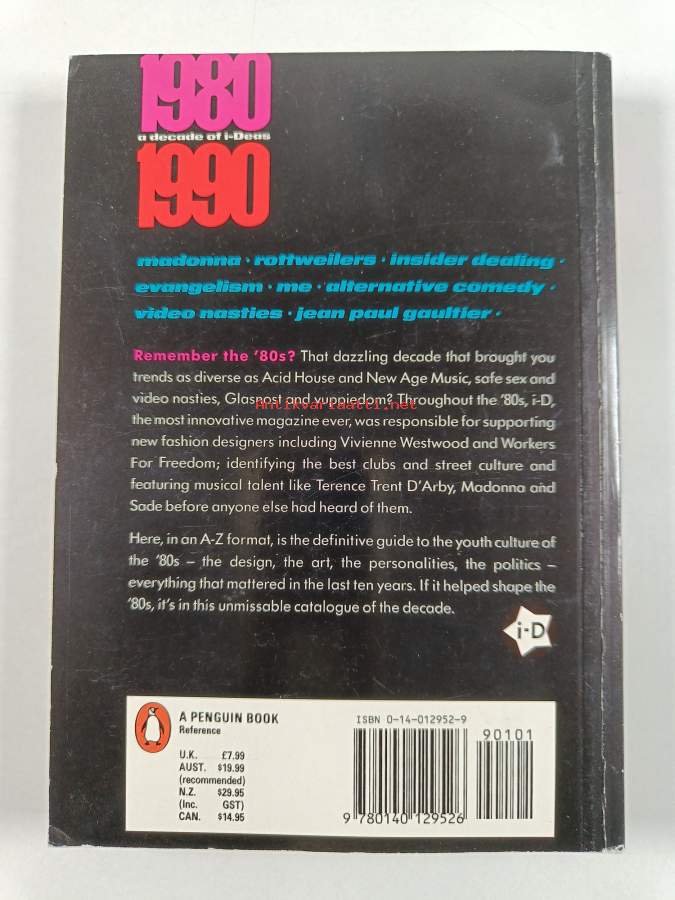 1980
a decade of i-Deas
1990
madonna · rottweilers · insider dealing ·
evangelism · me · alternative comedy ·
video nasties · jean paul gaultier ·
Remember the '80s? That dazzling decade that brought you
trends as diverse as Acid House and New Age Music, safe sex and
video nasties, Glasnost and yuppiedom? Throughout the '80s, i-D,
Antikvariaatti.net
the most innovative magazine ever, was responsible for supporting
new fashion designers including Vivienne Westwood and Workers
For Freedom; identifying the best clubs and street culture and
featuring musical talent like Terence Trent D'Arby, Madonna and
Sade before anyone else had heard of them.
Here, in an A-Z format, is the definitive guide to the youth culture of
the '80s – the design, the art, the personalities, the politics –
everything that mattered in the last ten years. If it helped shape the
'80s, it's in this unmissable catalogue of the decade.
i-D
A PENGUIN BOOK
Reference
U.K. £7.99
AUST. $19.99
(recommended)
N.Z. $29.95
(Inc. GST)
CAN. $14.95
ISBN 0-14-012952-9
90101
9 780140 129526